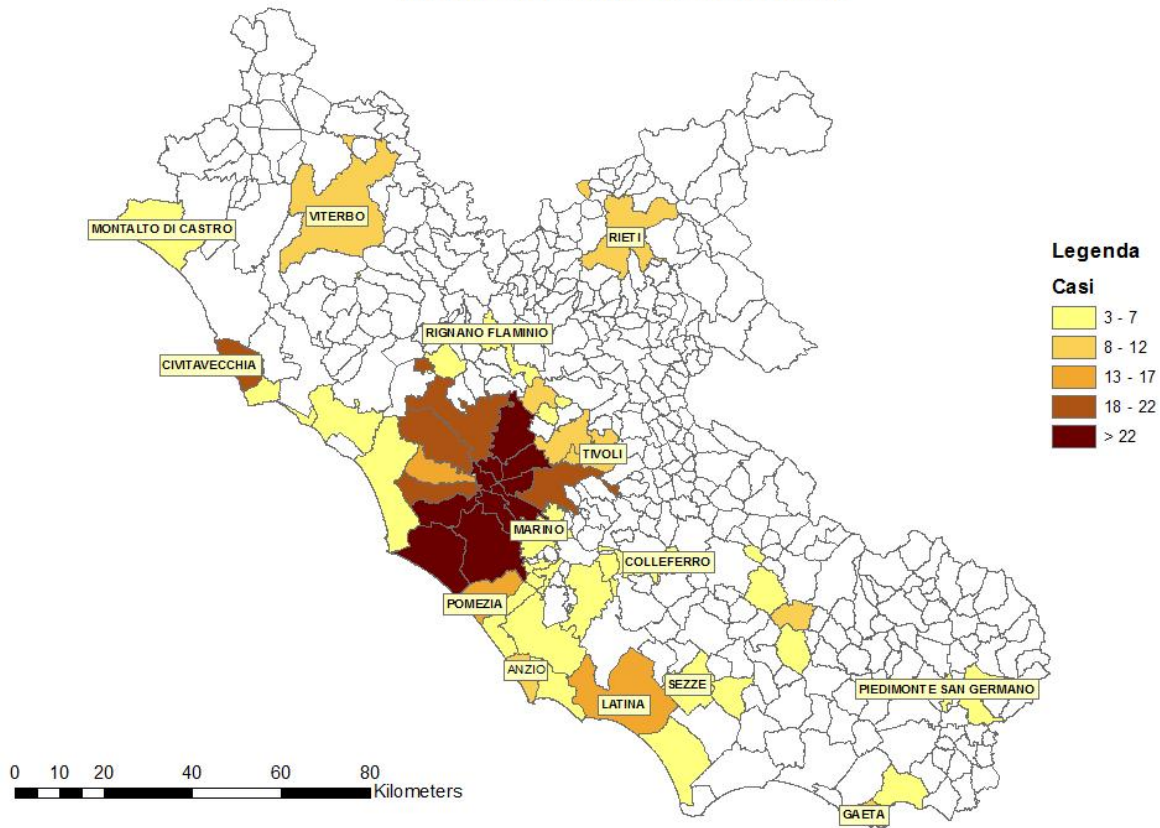 VITERBO
MONTALTO DI CASTRO
RIETI
Legenda
Casi
3 - 7
8 - 12
13 - 17
18 - 22
> 22
RIGNANO FLAMINIO
CIVITAVECCHIA
TIVOLI
MARINO
COLLEFERRO
POMEZIA
ANZIO
SEZZE
LATINA
PIEDIMONTE SAN GERMANO
GAETA
0 10 20 40 60 80
Kilometers